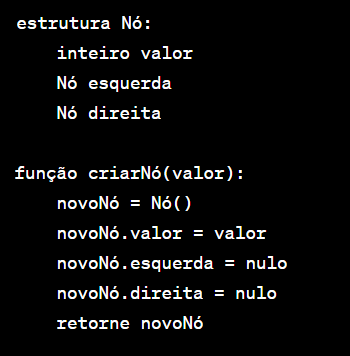 estrutura Nó:
    inteiro valor
    Nó esquerda
    Nó direita

função criarNó(valor):
    novoNó = Nó()
    novoNó.valor = valor
    novoNó.esquerda = nulo
    novoNó.direita = nulo
    retorne novoNó